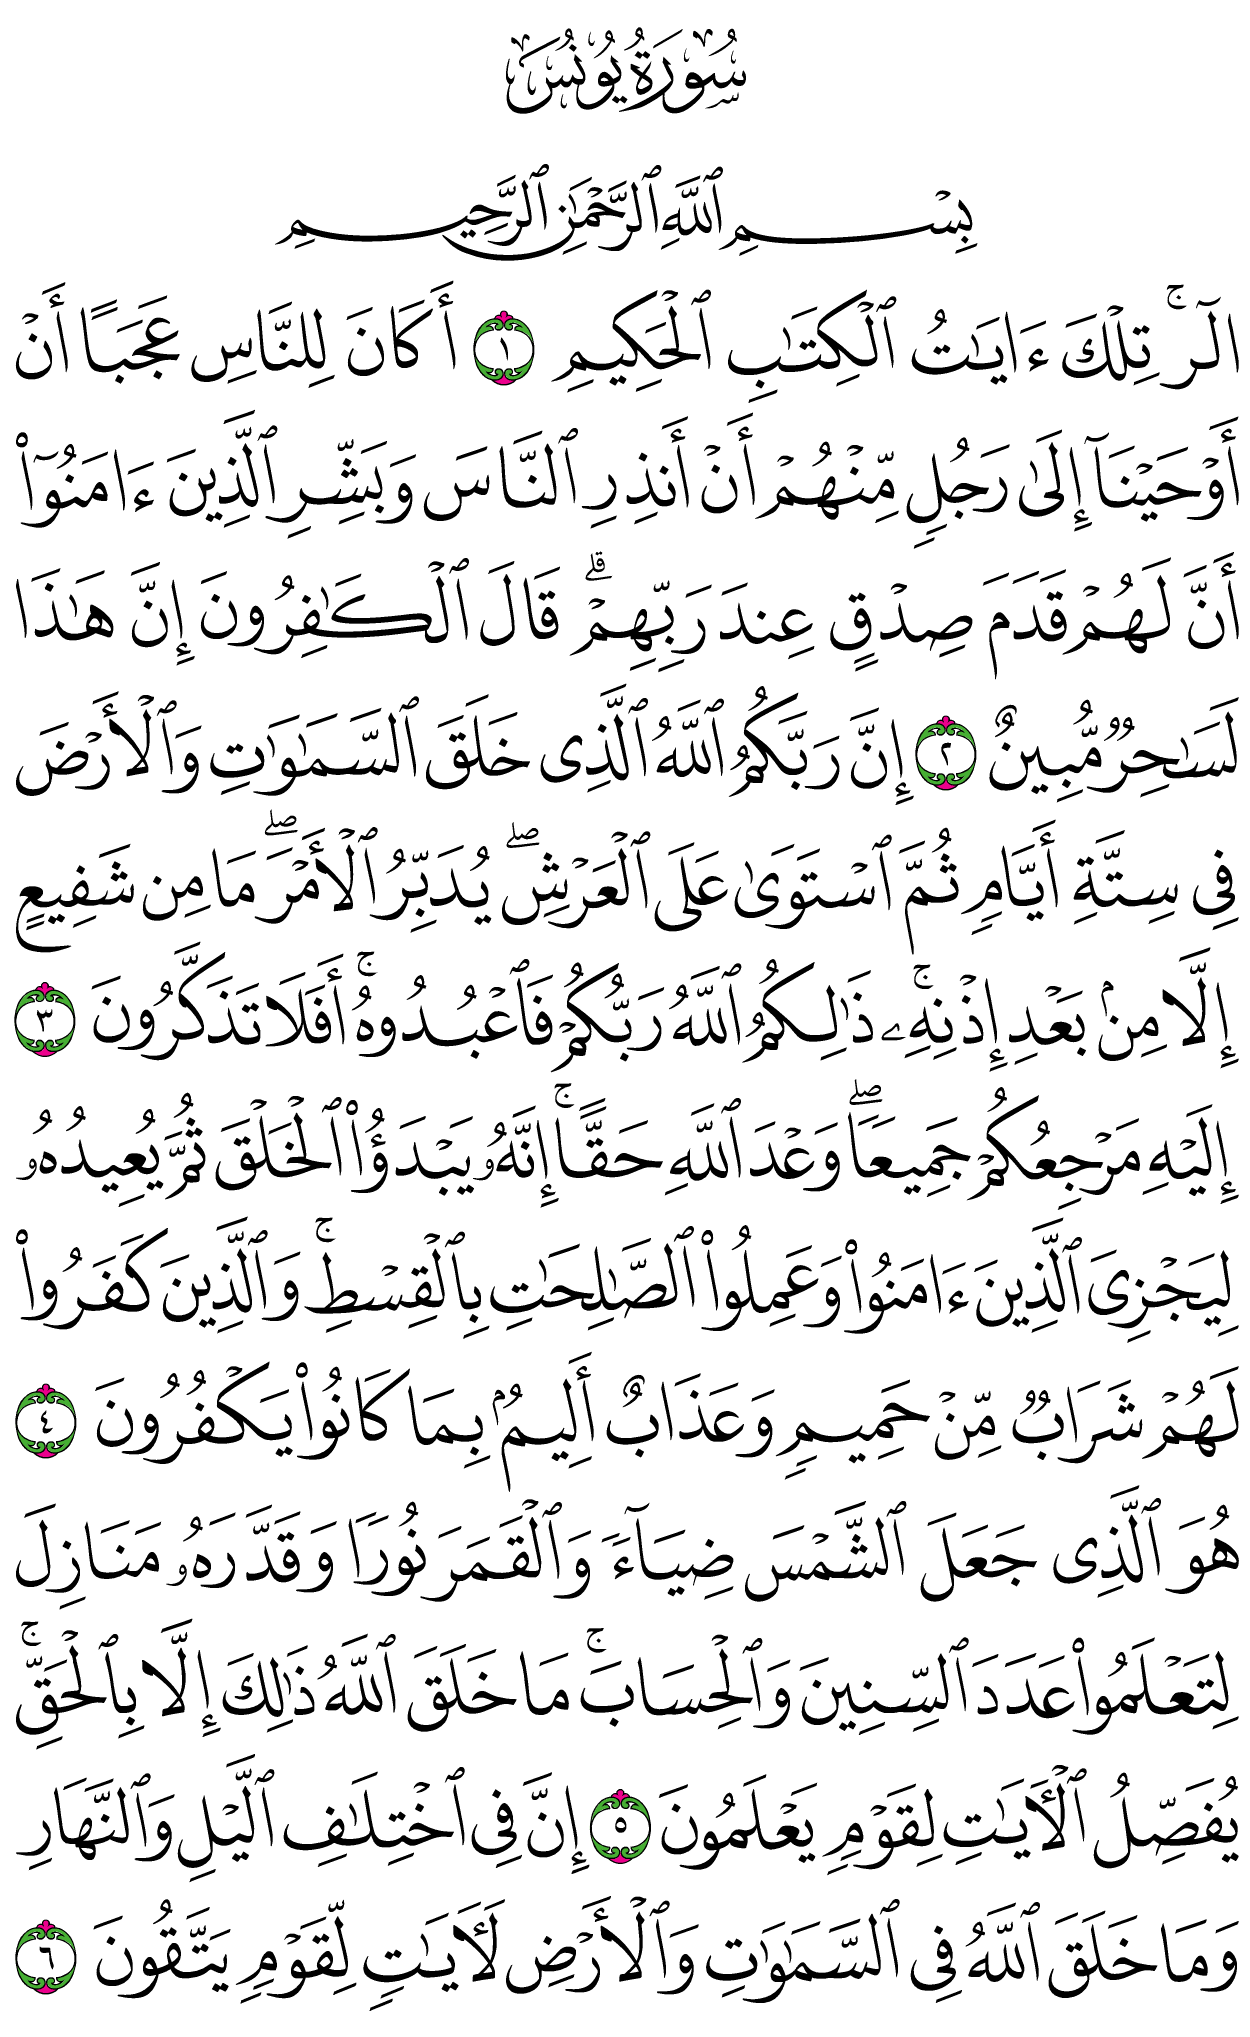 سُورَةُ يُونُسَ
بِسْمِ ٱللَّهِ ٱلرَّحْمَٰنِ ٱلرَّحِيمِ
الٓرۚ تِلْكَ ءَايَٰتُ ٱلْكِتَٰبِ ٱلْحَكِيمِ ١ أَكَانَ لِلنَّاسِ عَجَبًا أَنْ
أَوْحَيْنَآ إِلَىٰ رَجُلٍ مِّنْهُمْ أَنْ أَنذِرِ ٱلنَّاسَ وَبَشِّرِ ٱلَّذِينَ ءَامَنُوٓا۟
أَنَّ لَهُمْ قَدَمَ صِدْقٍ عِندَ رَبِّهِمْۗ قَالَ ٱلْكَٰفِرُونَ إِنَّ هَٰذَا
لَسَٰحِرٌ مُّبِينٌ ٢ إِنَّ رَبَّكُمُ ٱللَّهُ ٱلَّذِى خَلَقَ ٱلسَّمَٰوَٰتِ وَٱلْأَرْضَ
فِى سِتَّةِ أَيَّامٍ ثُمَّ ٱسْتَوَىٰ عَلَى ٱلْعَرْشِۖ يُدَبِّرُ ٱلْأَمْرَۖ مَا مِن شَفِيعٍ
إِلَّا مِنۢ بَعْدِ إِذْنِهِۦۚ ذَٰلِكُمُ ٱللَّهُ رَبُّكُمْ فَٱعْبُدُوهُۚ أَفَلَا تَذَكَّرُونَ ٣
إِلَيْهِ مَرْجِعُكُمْ جَمِيعًاۖ وَعْدَ ٱللَّهِ حَقًّاۚ إِنَّهُۥ يَبْدَؤُا۟ ٱلْخَلْقَ ثُمَّ يُعِيدُهُۥ
لِيَجْزِىَ ٱلَّذِينَ ءَامَنُوا۟ وَعَمِلُوا۟ ٱلصَّٰلِحَٰتِ بِٱلْقِسْطِۚ وَٱلَّذِينَ كَفَرُوا۟
لَهُمْ شَرَابٌ مِّنْ حَمِيمٍ وَعَذَابٌ أَلِيمٌۢ بِمَا كَانُوا۟ يَكْفُرُونَ ٤
هُوَ ٱلَّذِى جَعَلَ ٱلشَّمْسَ ضِيَآءً وَٱلْقَمَرَ نُورًا وَقَدَّرَهُۥ مَنَازِلَ
لِتَعْلَمُوا۟ عَدَدَ ٱلسِّنِينَ وَٱلْحِسَابَۚ مَا خَلَقَ ٱللَّهُ ذَٰلِكَ إِلَّا بِٱلْحَقِّۚ
يُفَصِّلُ ٱلْـَٔايَٰتِ لِقَوْمٍ يَعْلَمُونَ ٥ إِنَّ فِى ٱخْتِلَٰفِ ٱلَّيْلِ وَٱلنَّهَارِ
وَمَا خَلَقَ ٱللَّهُ فِى ٱلسَّمَٰوَٰتِ وَٱلْأَرْضِ لَـَٔايَٰتٍ لِّقَوْمٍ يَتَّقُونَ ٦